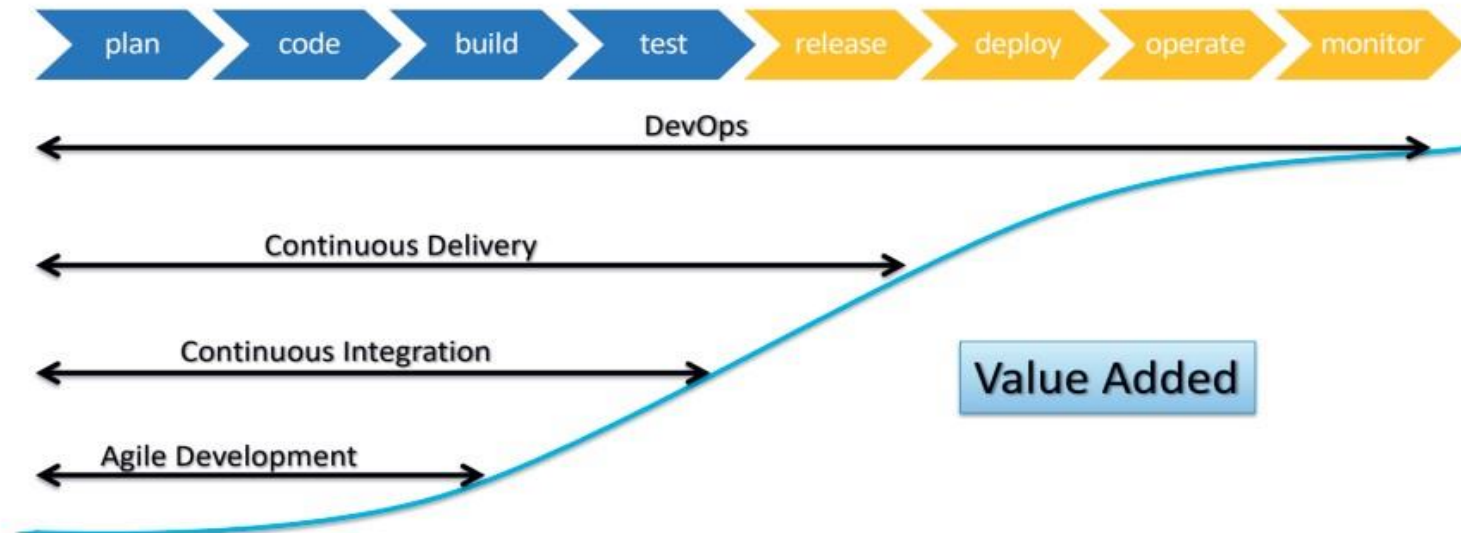 plan code build test release deploy operate monitor
DevOps
Continuous Delivery
Continuous Integration
Value Added
Agile Development